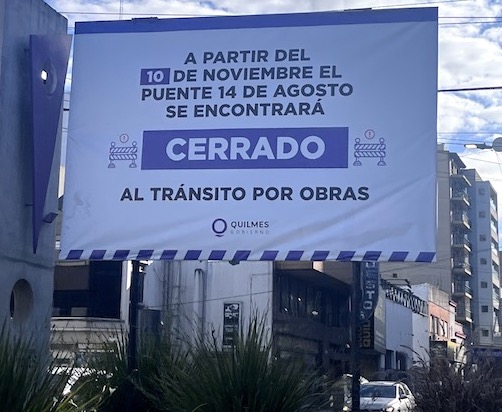 A PARTIR DEL
10 DE NOVIEMBRE EL
PUENTE 14 DE AGOSTO
SE ENCONTRARÁ
CERRADO
AL TRÁNSITO POR OBRAS
QUILMES
GOBIERNO